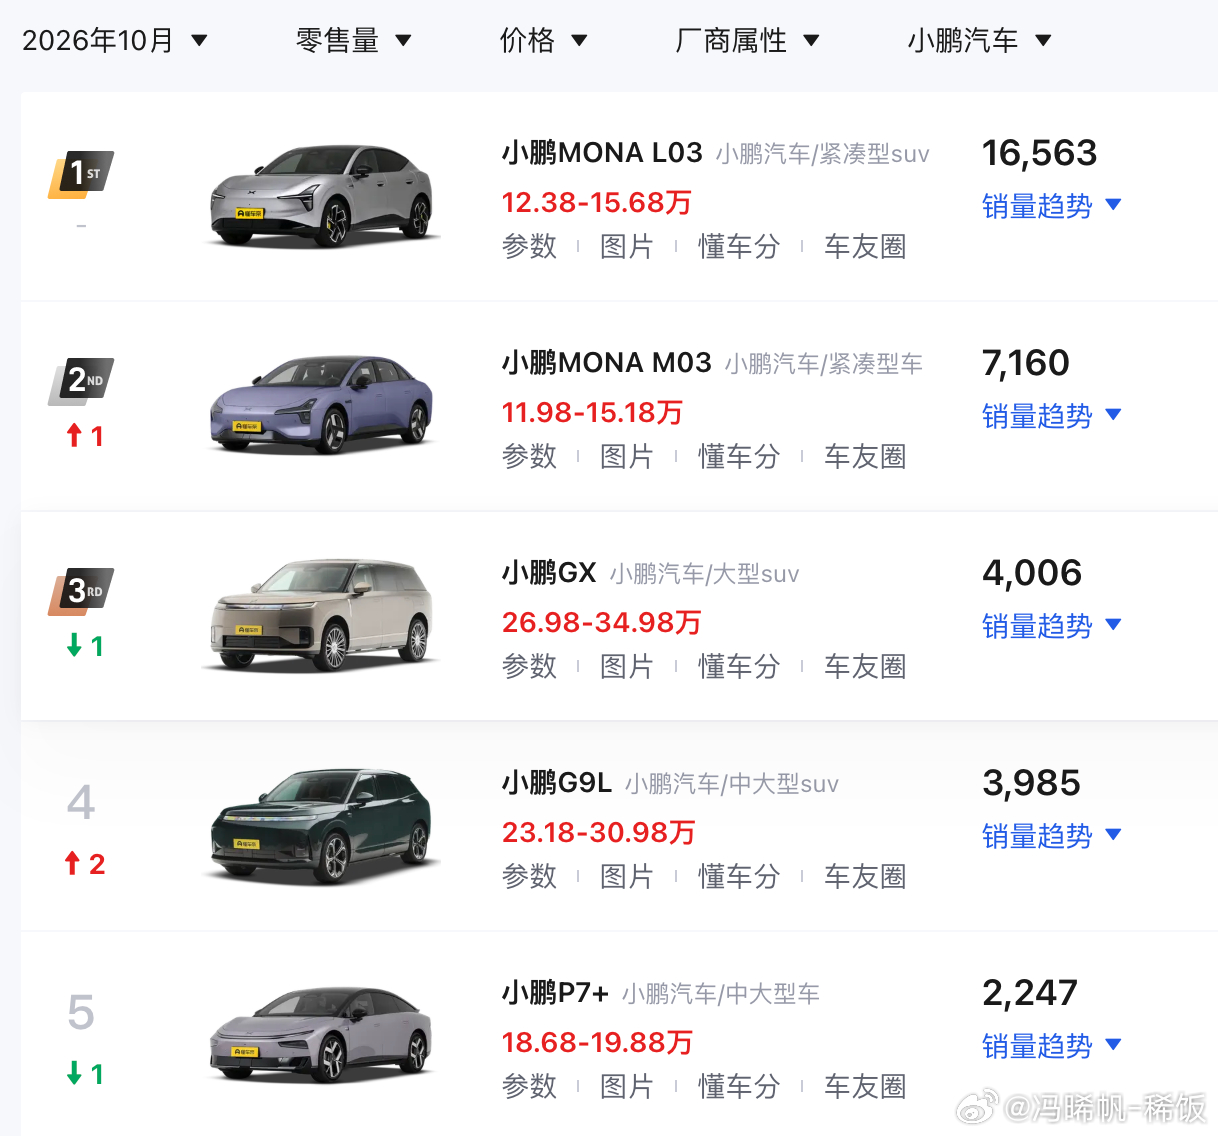 2026年10月 ▼ 零售量 ▼ 价格 ▼ 厂商属性 ▼ 小鹏汽车 ▼
1ST
-
小鹏MONA L03 小鹏汽车/紧凑型suv
12.38-15.68万
参数 图片 懂车分 车友圈
16,563
销量趋势 ▼
2ND
↑1
小鹏MONA M03 小鹏汽车/紧凑型车
11.98-15.18万
参数 图片 懂车分 车友圈
7,160
销量趋势 ▼
3RD
↓1
小鹏GX 小鹏汽车/大型suv
26.98-34.98万
参数 图片 懂车分 车友圈
4,006
销量趋势 ▼
4
↑2
小鹏G9L 小鹏汽车/中大型suv
23.18-30.98万
参数 图片 懂车分 车友圈
3,985
销量趋势 ▼
5
↓1
小鹏P7+ 小鹏汽车/中大型车
18.68-19.88万
参数 图片 懂车分 车友圈
2,247
销量趋势 ▼
@冯晞帆-稀饭